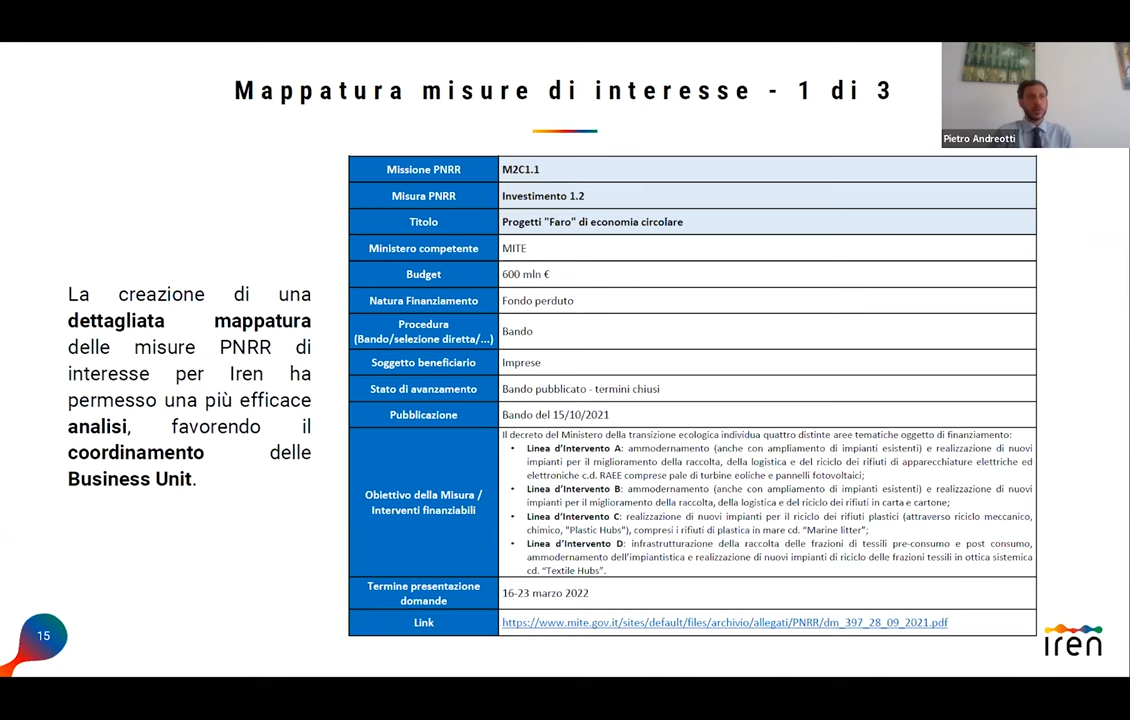 Mappatura misure di interesse - 1 di 3
Pietro Andreotti
La creazione di una
dettagliata mappatura
delle misure PNRR di
interesse per Iren ha
permesso una più efficace
analisi, favorendo il
coordinamento delle
Business Unit.
Missione PNRR M2C1.1
Misura PNRR Investimento 1.2
Titolo Progetti "Faro" di economia circolare
Ministero competente MITE
Budget 600 mln €
Natura Finanziamento Fondo perduto
Procedura
(Bando/selezione diretta/...) Bando
Soggetto beneficiario Imprese
Stato di avanzamento Bando pubblicato - termini chiusi
Pubblicazione Bando del 15/10/2021
Obiettivo della Misura /
Interventi finanziabili
Il decreto del Ministero della transizione ecologica individua quattro distinte aree tematiche oggetto di finanziamento:
• Linea d'Intervento A: ammodernamento (anche con ampliamento di impianti esistenti) e realizzazione di nuovi
impianti per il miglioramento della raccolta, della logistica e del riciclo dei rifiuti di apparecchiature elettriche ed
elettroniche c.d. RAEE comprese pale di turbine eoliche e pannelli fotovoltaici;
• Linea d'Intervento B: ammodernamento (anche con ampliamento di impianti esistenti) e realizzazione di nuovi
impianti per il miglioramento della raccolta, della logistica e del riciclo dei rifiuti in carta e cartone;
• Linea d'Intervento C: realizzazione di nuovi impianti per il riciclo dei rifiuti plastici (attraverso riciclo meccanico,
chimico, "Plastic Hubs"), compresi i rifiuti di plastica in mare cd. "Marine litter";
• Linea d'Intervento D: infrastrutturazione della raccolta delle frazioni di tessili pre-consumo e post consumo,
ammodernamento dell'impiantistica e realizzazione di nuovi impianti di riciclo delle frazioni tessili in ottica sistemica
cd. "Textile Hubs".
Termine presentazione
domande 16-23 marzo 2022
Link https://www.mite.gov.it/sites/default/files/archivio/allegati/PNRR/dm_397_28_09_2021.pdf
15
iren